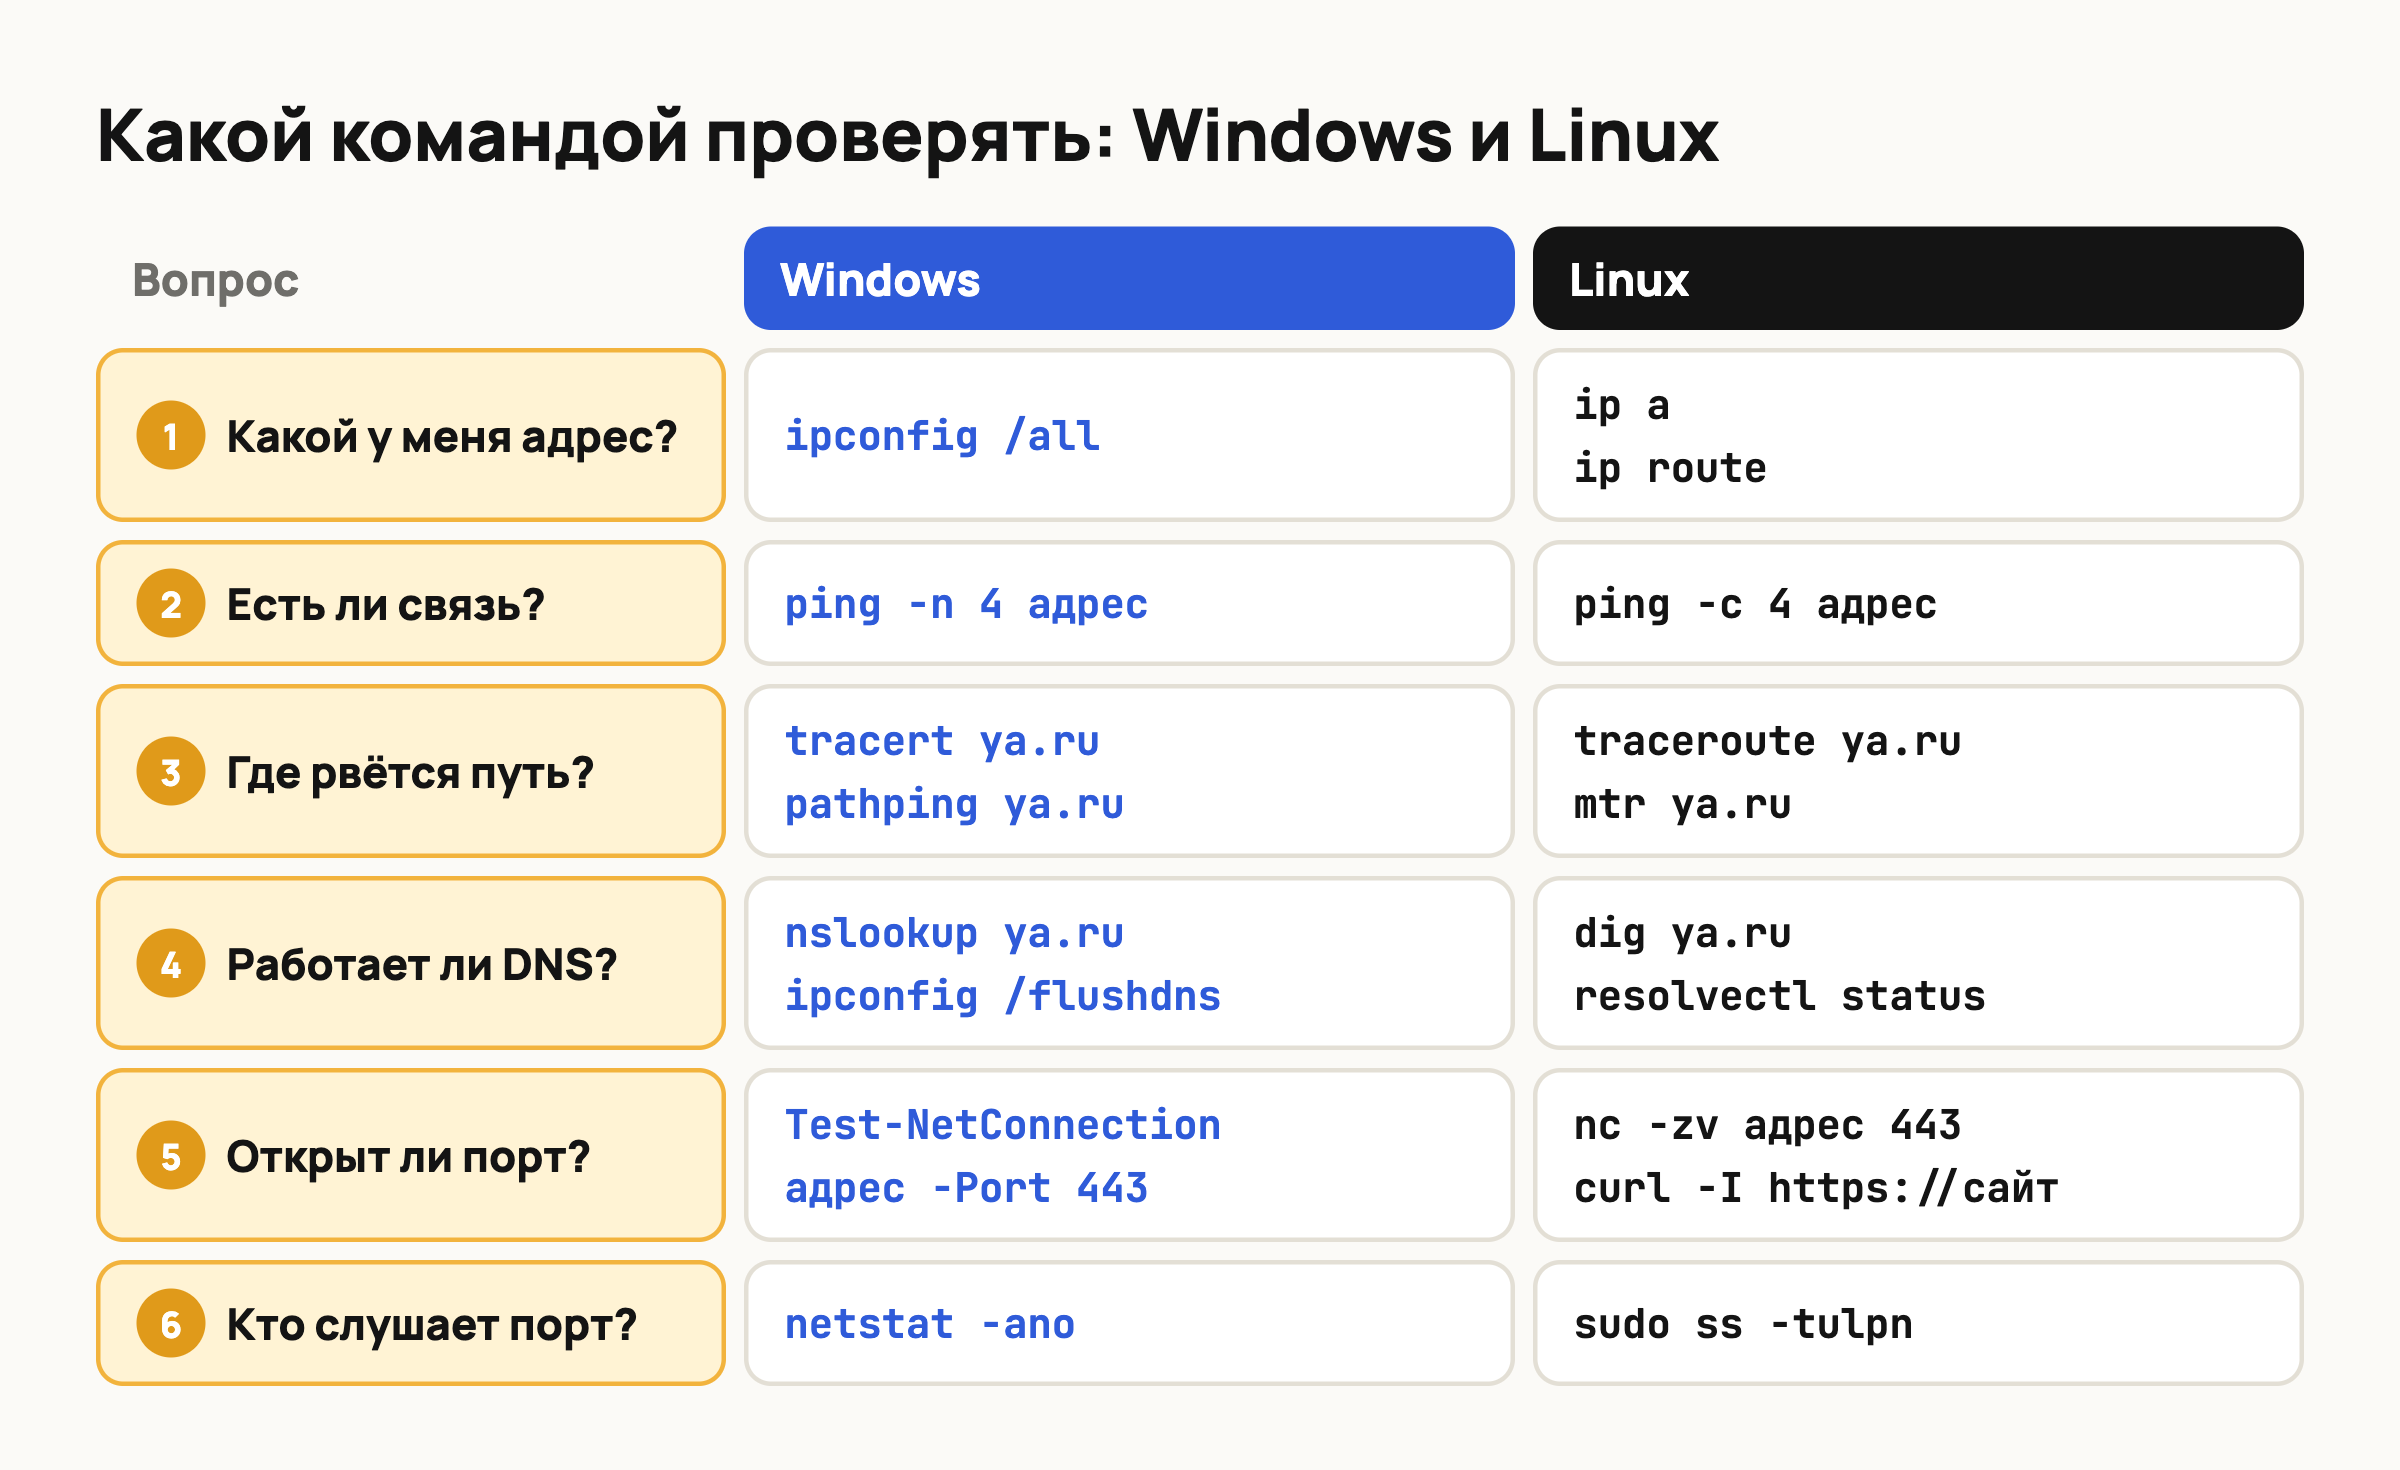 Какой командой проверять: Windows и Linux
Вопрос
Windows
Linux
1 Какой у меня адрес?
ipconfig /all
ip a
ip route
2 Есть ли связь?
ping -n 4 адрес
ping -c 4 адрес
3 Где рвётся путь?
tracert ya.ru
pathping ya.ru
traceroute ya.ru
mtr ya.ru
4 Работает ли DNS?
nslookup ya.ru
ipconfig /flushdns
dig ya.ru
resolvectl status
5 Открыт ли порт?
Test-NetConnection
адрес -Port 443
nc -zv адрес 443
curl -I https://сайт
6 Кто слушает порт?
netstat -ano
sudo ss -tulpn